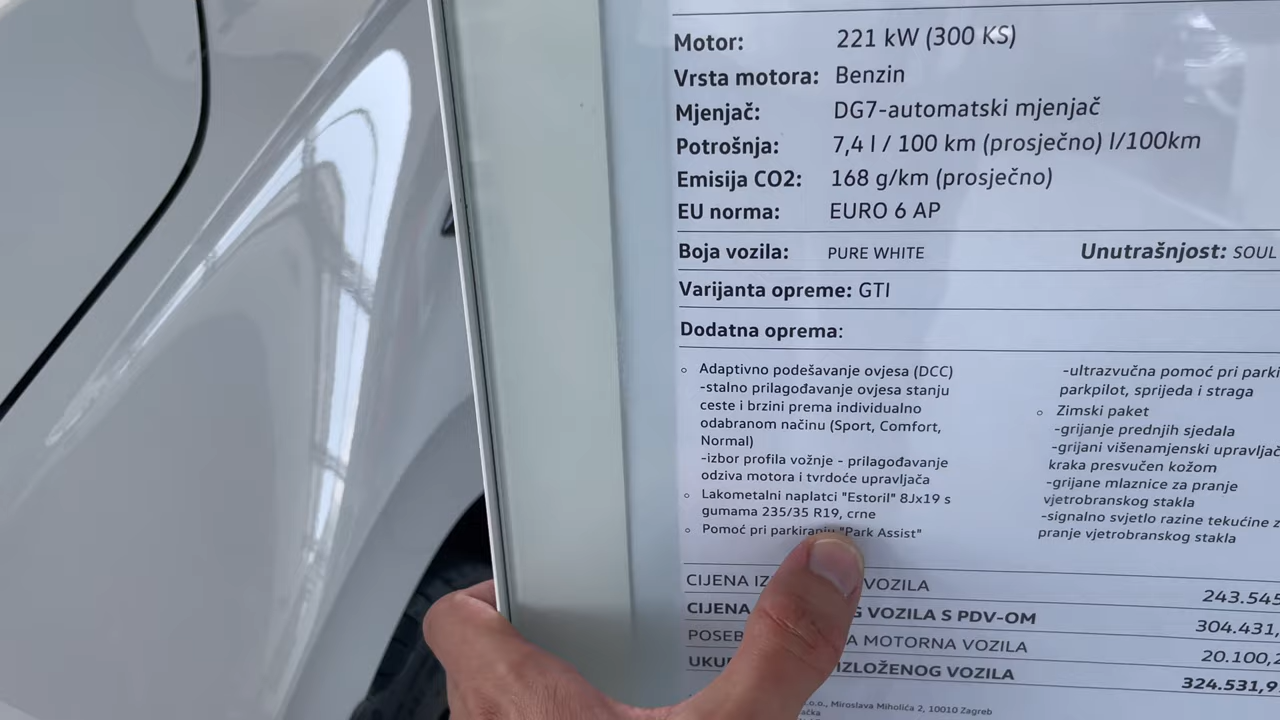 Motor: 221 kW (300 KS)
Vrsta motora: Benzin
Mjenjač: DG7-automatski mjenjač
Potrošnja: 7,4 l / 100 km (prosječno) l/100km
Emisija CO2: 168 g/km (prosječno)
EU norma: EURO 6 AP
Boja vozila: PURE WHITE Unutrašnjost: SOUL
Varijanta opreme: GTI
Dodatna oprema:
Adaptivno podešavanje ovjesa (DCC)
-stalno prilagođavanje ovjesa stanju
ceste i brzini prema individualno
odabranom načinu (Sport, Comfort,
Normal)
-izbor profila vožnje - prilagođavanje
odziva motora i tvrdoće upravljača
Lakometalni naplatci "Estoril" 8Jx19 s
gumama 235/35 R19, crne
Pomoć pri parkiranju "Park Assist"
-ultrazvučna pomoć pri parki
parkpilot, sprijeda i straga
Zimski paket
-grijanje prednjih sjedala
-grijani višenamjenski upravljač
kraka presvučen kožom
-grijane mlaznice za pranje
vjetrobranskog stakla
-signalno svjetlo razine tekućine z
pranje vjetrobranskog stakla
CIJENA VOZILA 243.545
CIJENA VOZILA S PDV-OM 304.431,
POSEB A MOTORNA VOZILA 20.100,2
UKU IZLOŽENOG VOZILA 324.531,9
o.o., Miroslava Miholića 2, 10010 Zagreb